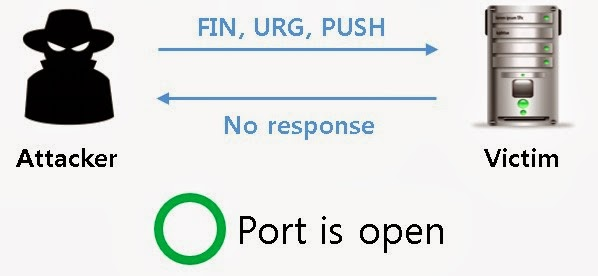 FIN, URG, PUSH
No response
Attacker
Victim
Port is open